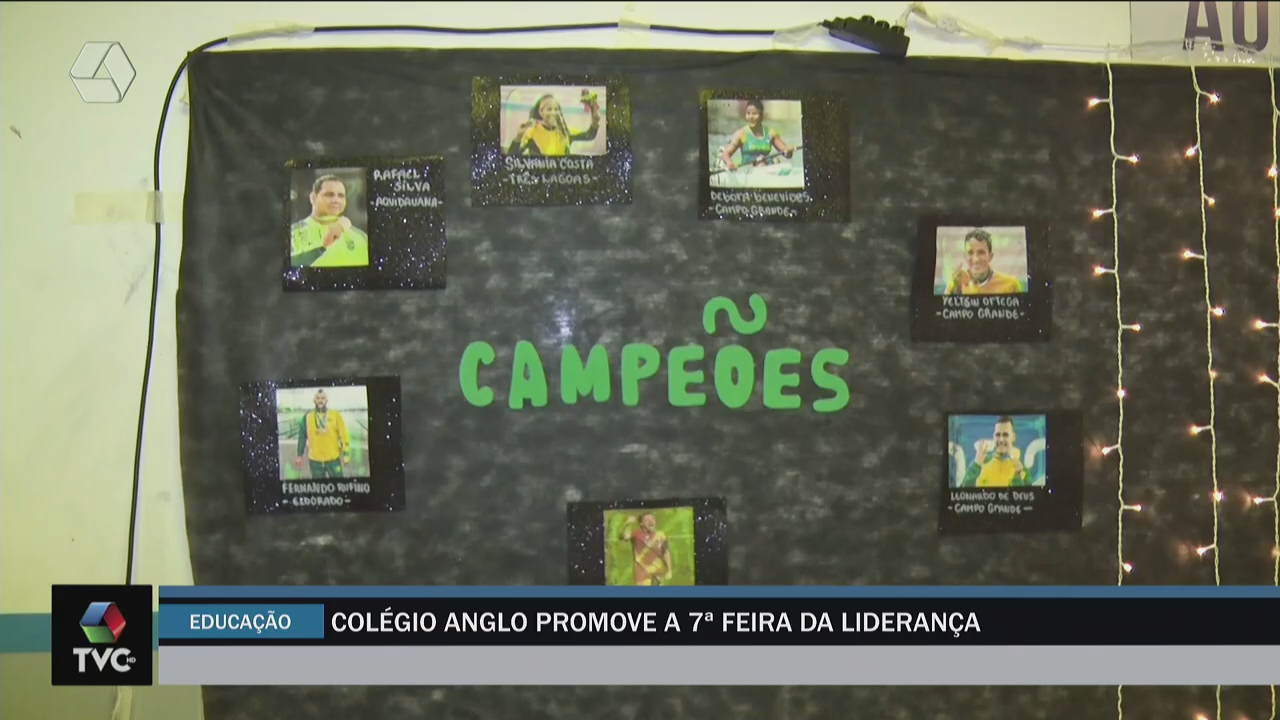 AO
SILVANIA COSTA
-TRÊS LAGOAS-
RAFAEL
SILVA
-AQUIDAUANA-
DEBORA BENEVIDES
-CAMPO GRANDE-
YELTSIN ORTEGA
-CAMPO GRANDE-
CAMPEÕES
FERNANDO RUFINO
-ELDORADO-
LEONARDO DE DEUS
-CAMPO GRANDE-
EDUCAÇÃO
COLÉGIO ANGLO PROMOVE A 7ª FEIRA DA LIDERANÇA
TVC HD